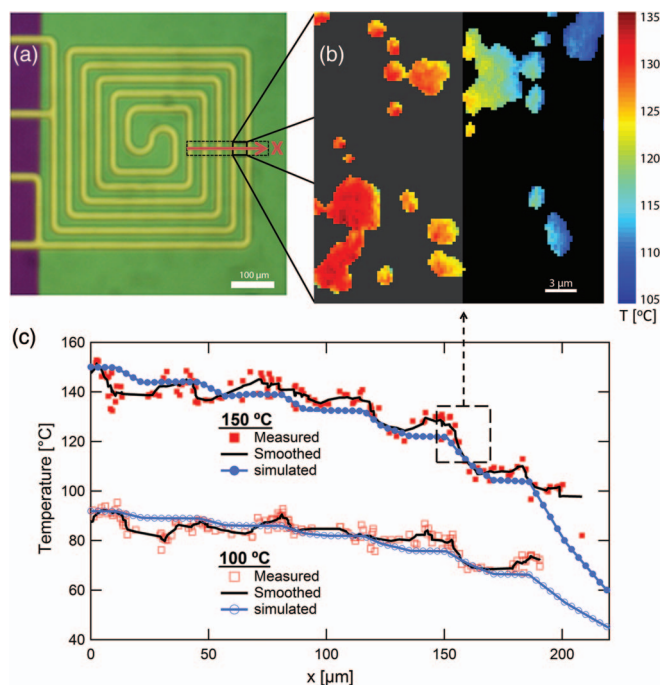 (a)
X
100 µm
(b)
3 µm
135
130
125
120
115
110
105
T [ºC]
(c)
160
140
120
100
80
60
40
Temperature [°C]
150 ºC
Measured
Smoothed
simulated
100 ºC
Measured
Smoothed
simulated
0
50
100
150
200
x [µm]